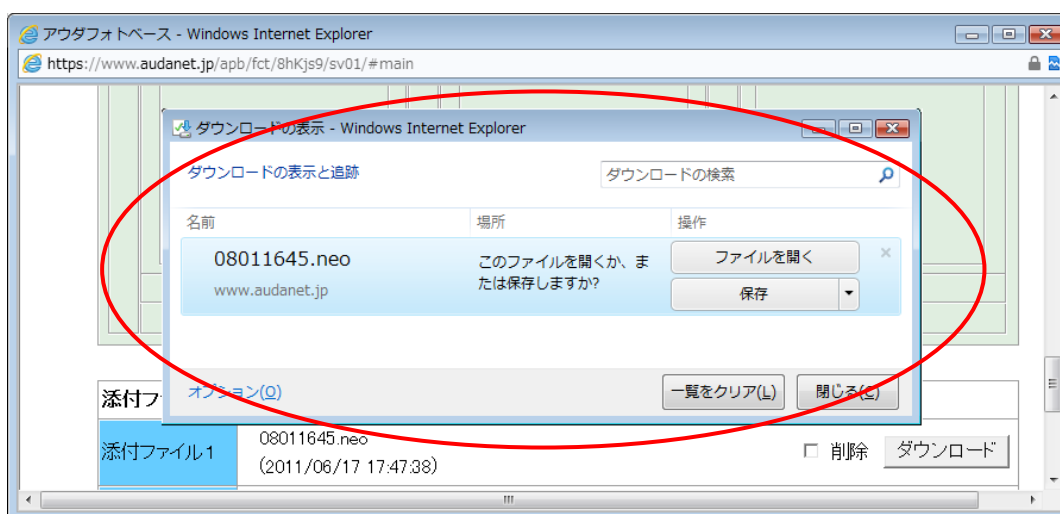 アウダフォトベース - Windows Internet Explorer
https://www.audanet.jp/apb/fct/8hKjs9/sv01/#main
ダウンロードの表示 - Windows Internet Explorer
ダウンロードの表示と追跡
ダウンロードの検索
名前 場所 操作
08011645.neo
www.audanet.jp
このファイルを開くか、ま
たは保存しますか?
ファイルを開く
保存
オプション(O)
一覧をクリア(L) 閉じる(C)
添付フ
添付ファイル1
08011645.neo
(2011/06/17 17:47:38)
削除 ダウンロード